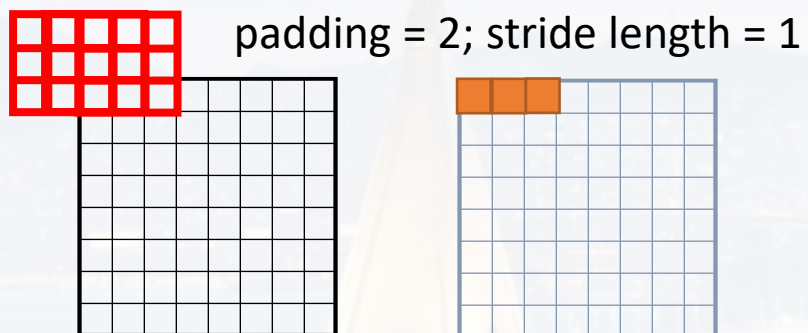 padding = 2; stride length = 1